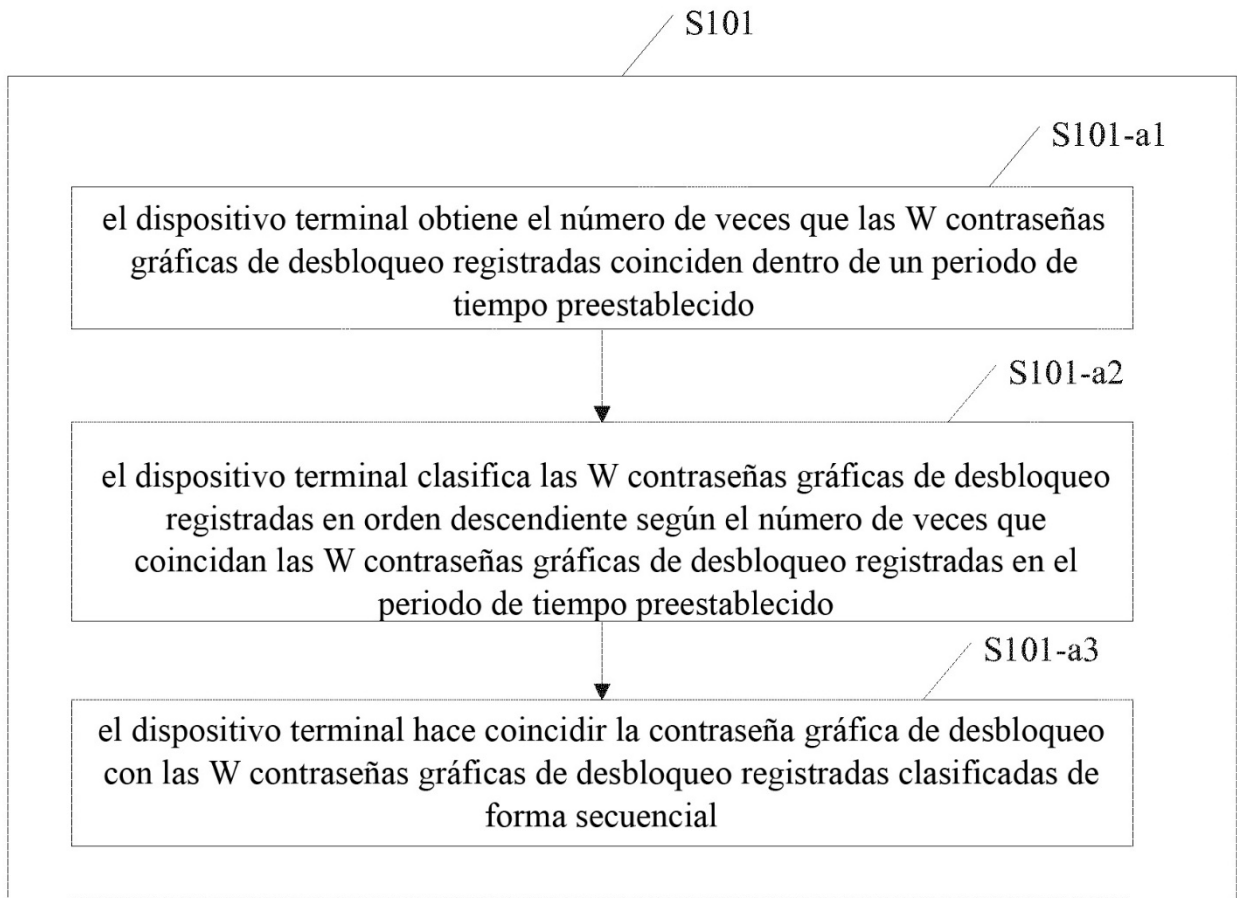 S101
S101-a1
el dispositivo terminal obtiene el número de veces que las W contraseñas
gráficas de desbloqueo registradas coinciden dentro de un periodo de
tiempo preestablecido
S101-a2
el dispositivo terminal clasifica las W contraseñas gráficas de desbloqueo
registradas en orden descendiente según el número de veces que
coincidan las W contraseñas gráficas de desbloqueo registradas en el
periodo de tiempo preestablecido
S101-a3
el dispositivo terminal hace coincidir la contraseña gráfica de desbloqueo
con las W contraseñas gráficas de desbloqueo registradas clasificadas de
forma secuencial